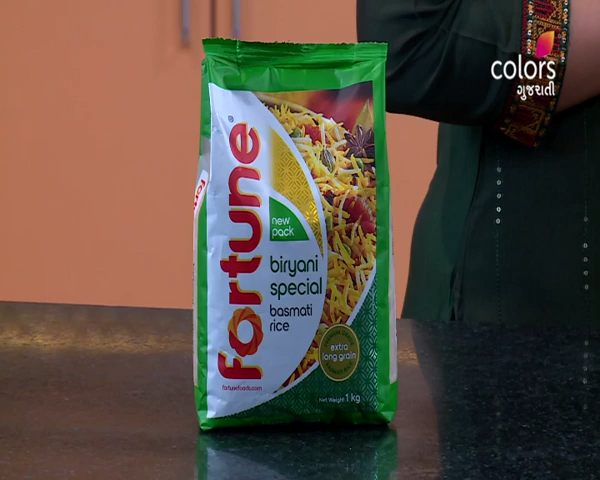 colors
ગુજરાતી
fortune
new
pack
biryani
special
basmati
rice
extra
long grain
fortunefoods.com
Net Weight 1 kg